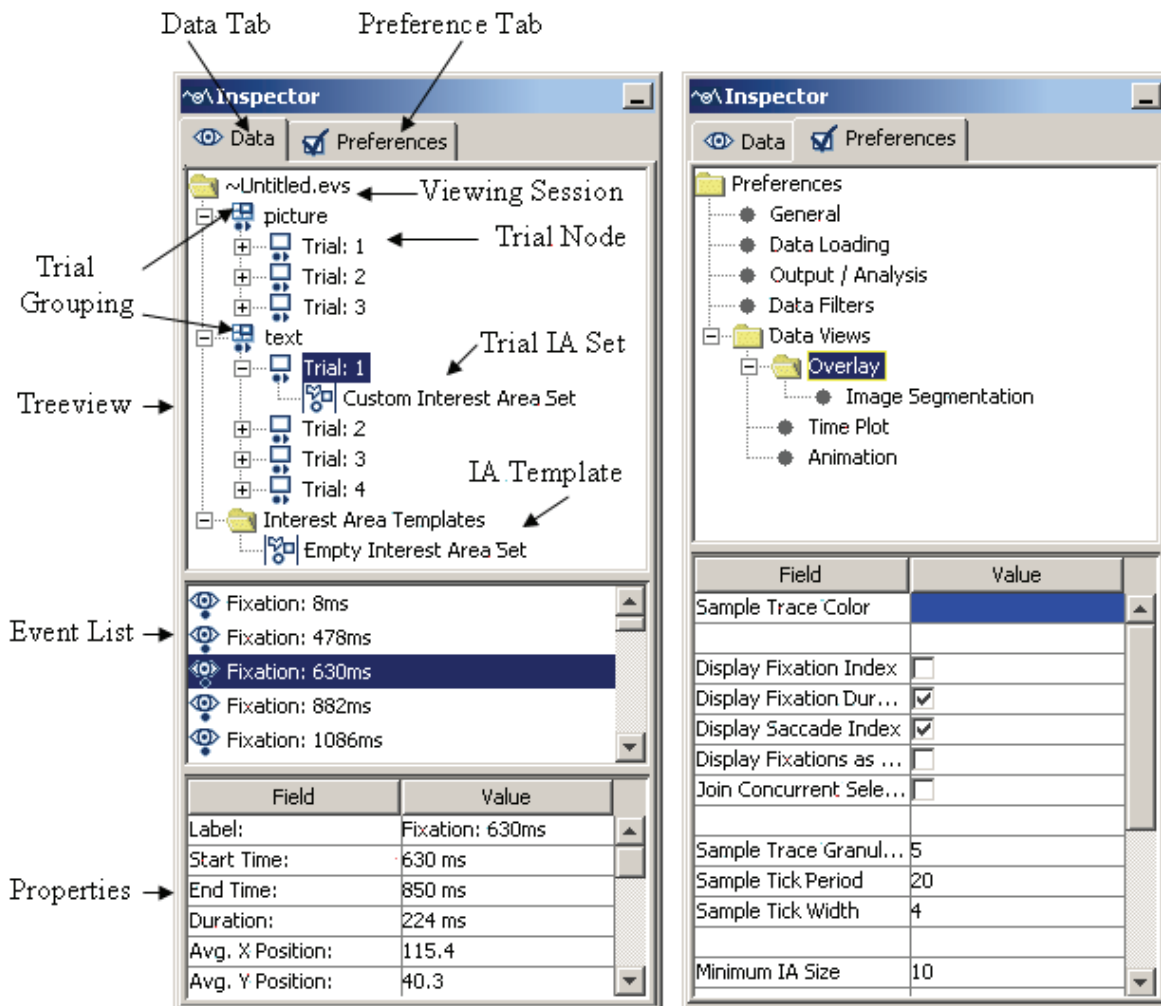 Data Tab
Preference Tab
Inspector
Data
Preferences
~Untitled.evs
Viewing Session
picture
Trial: 1
Trial Node
Trial: 2
Trial: 3
Trial
Grouping
text
Trial: 1
Trial IA Set
Custom Interest Area Set
Treeview
Trial: 2
Trial: 3
Trial: 4
IA Template
Interest Area Templates
Empty Interest Area Set
Event List
Fixation: 8ms
Fixation: 478ms
Fixation: 630ms
Fixation: 882ms
Fixation: 1086ms
Properties
Field Value
Label: Fixation: 630ms
Start Time: 630 ms
End Time: 850 ms
Duration: 224 ms
Avg. X Position: 115.4
Avg. Y Position: 40.3
Inspector
Data
Preferences
Preferences
General
Data Loading
Output / Analysis
Data Filters
Data Views
Overlay
Image Segmentation
Time Plot
Animation
Field Value
Sample Trace Color
Display Fixation Index
Display Fixation Dur...
Display Saccade Index
Display Fixations as ...
Join Concurrent Sele...
Sample Trace Granul... 5
Sample Tick Period 20
Sample Tick Width 4
Minimum IA Size 10